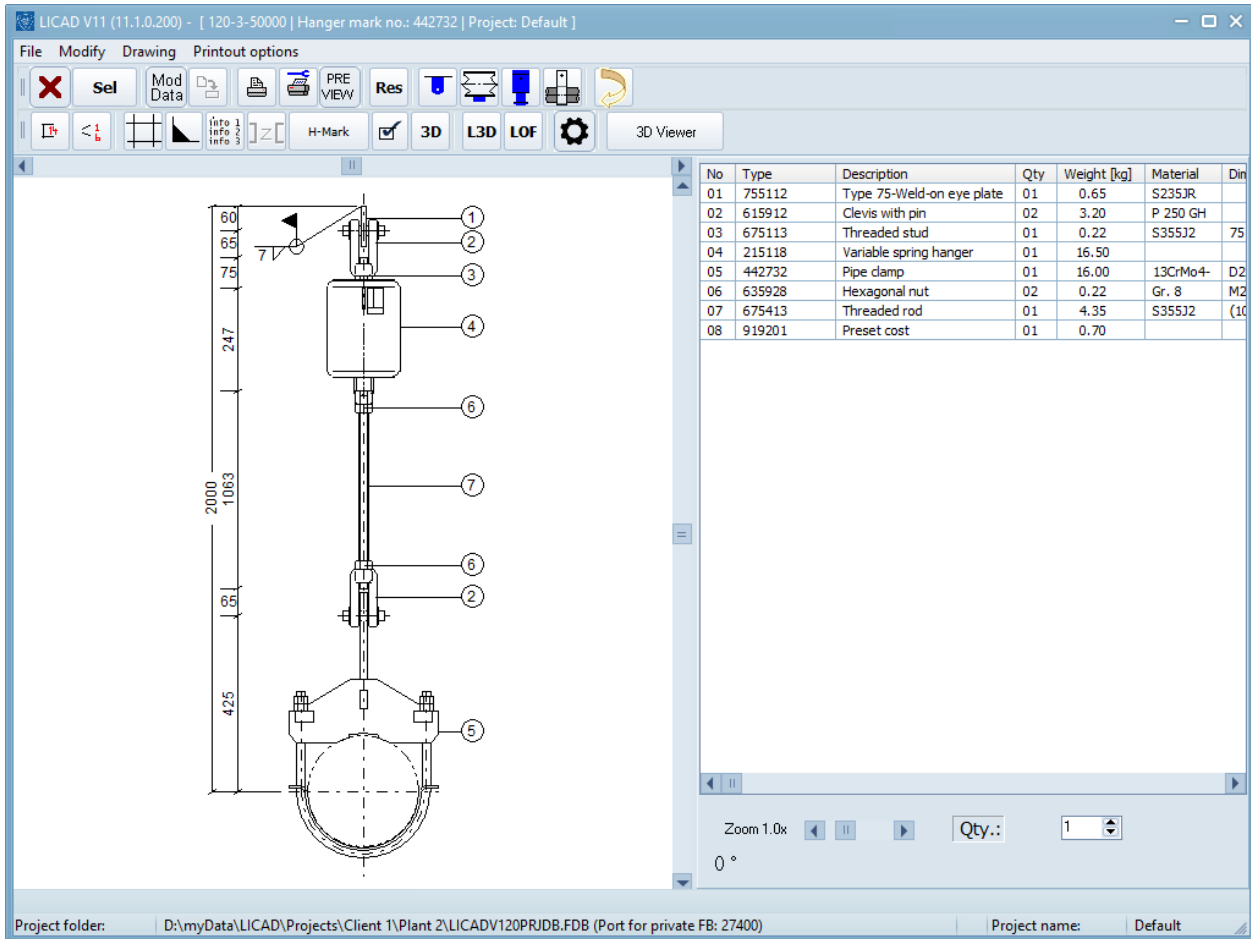 LICAD V11 (11.1.0.200) - [ 120-3-50000 | Hanger mark no.: 442732 | Project: Default ]
File Modify Drawing Printout options
Sel Mod Data PRE VIEW Res
14 <1 6 info 1 info 2 info 3 ]Z[ H-Mark 3D L3D LOF 3D Viewer
60 1
65 2
7
75 3
247 4
6
2000 1063 7
6
65 2
425 5
No Type Description Qty Weight [kg] Material Dim
01 755112 Type 75-Weld-on eye plate 01 0.65 S235JR
02 615912 Clevis with pin 02 3.20 P 250 GH
03 675113 Threaded stud 01 0.22 S355J2 75
04 215118 Variable spring hanger 01 16.50
05 442732 Pipe clamp 01 16.00 13CrMo4- D2
06 635928 Hexagonal nut 02 0.22 Gr. 8 M2
07 675413 Threaded rod 01 4.35 S355J2 (10
08 919201 Preset cost 01 0.70
Zoom 1.0x Qty.: 1
0 °
Project folder: D:\myData\LICAD\Projects\Client 1\Plant 2\LICADV120PRJDB.FDB (Port for private FB: 27400) Project name: Default